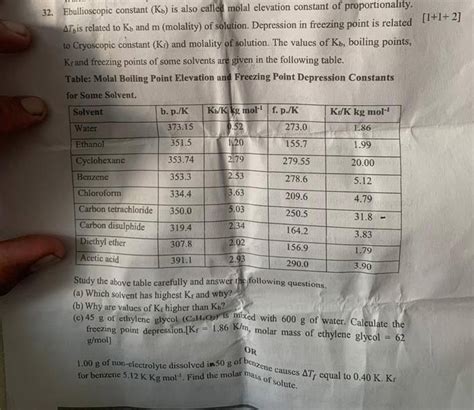 32. Ebullioscopic constant (Kb) is also called molal elevation constant of proportionality.
ΔTb is related to Kb and m (molality) of solution. Depression in freezing point is related [1+1+2]
to Cryoscopic constant (Kf) and molality of solution. The values of Kb, boiling points,
Kf and freezing points of some solvents are given in the following table.
Table: Molal Boiling Point Elevation and Freezing Point Depression Constants
for Some Solvent.
Solvent b. p./K Kb/K kg mol-1 f. p./K Kf/K kg mol-1
Water 373.15 0.52 273.0 1.86
Ethanol 351.5 1.20 155.7 1.99
Cyclohexane 353.74 2.79 279.55 20.00
Benzene 353.3 2.53 278.6 5.12
Chloroform 334.4 3.63 209.6 4.79
Carbon tetrachloride 350.0 5.03 250.5 31.8
Carbon disulphide 319.4 2.34 164.2 3.83
Diethyl ether 307.8 2.02 156.9 1.79
Acetic acid 391.1 2.93 290.0 3.90
Study the above table carefully and answer the following questions.
(a) Which solvent has highest Kf and why?
(b) Why are values of Kf higher than Kb?
(c) 45 g of ethylene glycol (C2H6O2) is mixed with 600 g of water. Calculate the
freezing point depression.[Kf = 1.86 K/m, molar mass of ethylene glycol = 62
g/mol]
OR
1.00 g of non-electrolyte dissolved in 50 g of benzene causes ΔTf equal to 0.40 K. Kf
for benzene 5.12 K Kg mol-1. Find the molar mass of solute.